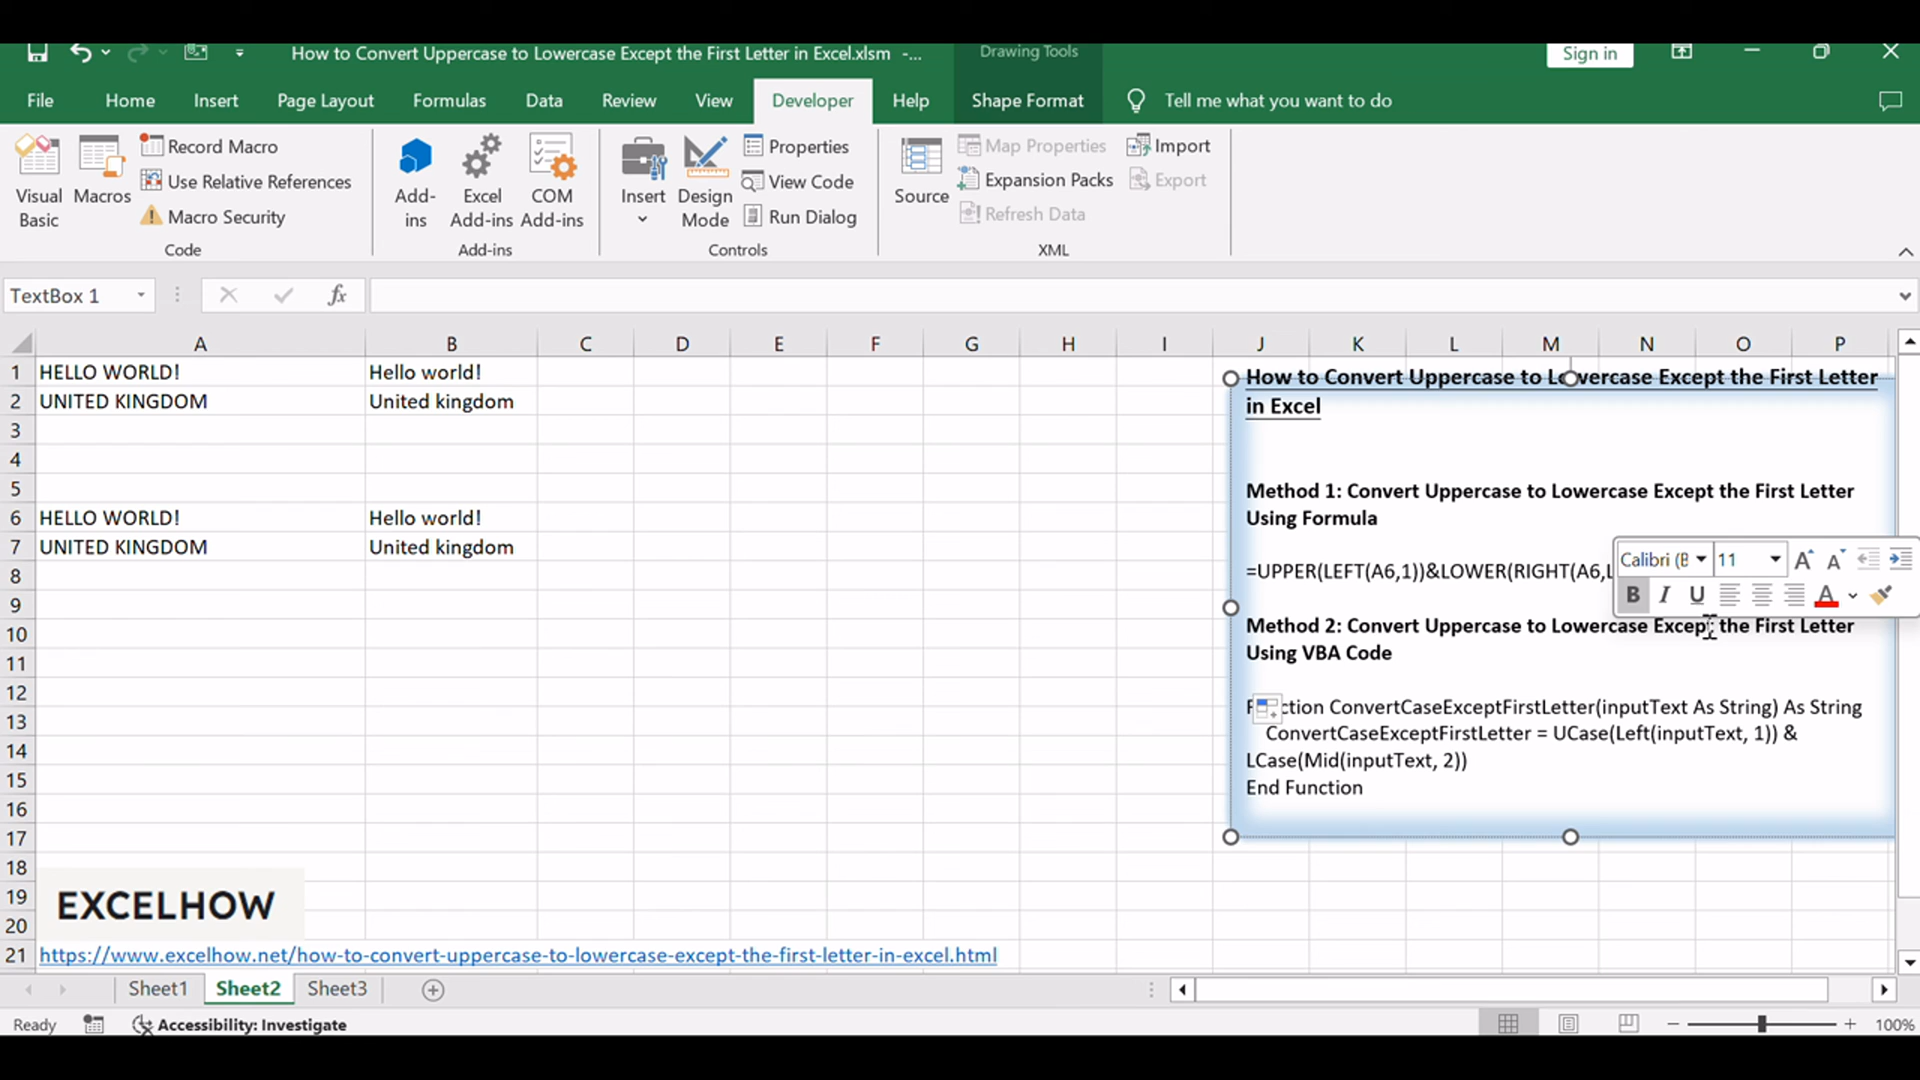 How to Convert Uppercase to Lowercase Except the First Letter in Excel.xlsm -...
Drawing Tools
Sign in
File Home Insert Page Layout Formulas Data Review View Developer Help Shape Format Tell me what you want to do
Visual Basic
Macros
Record Macro
Use Relative References
Macro Security
Code
Add-ins
Excel Add-ins
COM Add-ins
Add-ins
Insert
Design Mode
Properties
View Code
Run Dialog
Controls
Source
Map Properties
Expansion Packs
Refresh Data
Import
Export
XML
TextBox 1
fx
A B C D E F G H I J K L M N O P
1 HELLO WORLD! Hello world!
2 UNITED KINGDOM United kingdom
3
4
5
6 HELLO WORLD! Hello world!
7 UNITED KINGDOM United kingdom
8
9
10
11
12
13
14
15
16
17
18
19
20
21 https://www.excelhow.net/how-to-convert-uppercase-to-lowercase-except-the-first-letter-in-excel.html
EXCELHOW
How to Convert Uppercase to Lowercase Except the First Letter
in Excel
Method 1: Convert Uppercase to Lowercase Except the First Letter
Using Formula
=UPPER(LEFT(A6,1))&LOWER(RIGHT(A6,L
Calibri (B 11 A A
B I U A
Method 2: Convert Uppercase to Lowercase Except the First Letter
Using VBA Code
Function ConvertCaseExceptFirstLetter(inputText As String) As String
ConvertCaseExceptFirstLetter = UCase(Left(inputText, 1)) &
LCase(Mid(inputText, 2))
End Function
Sheet1 Sheet2 Sheet3
Ready Accessibility: Investigate 100%